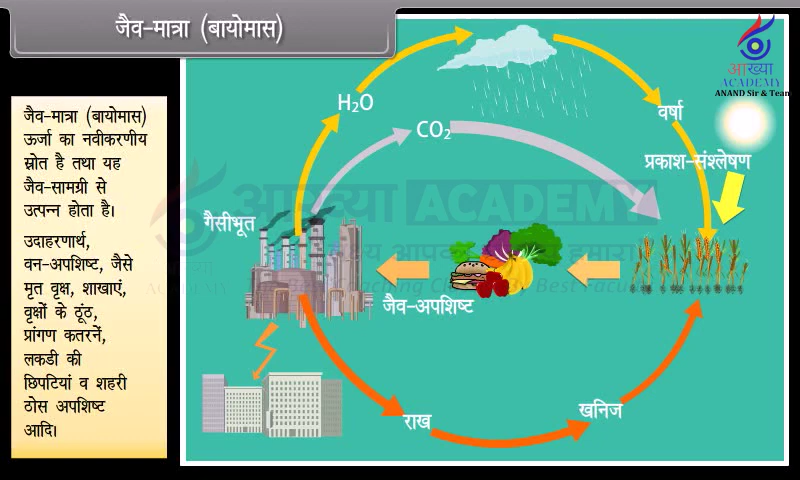 जैव-मात्रा (बायोमास)
जैव-मात्रा (बायोमास)
ऊर्जा का नवीकरणीय
स्रोत है तथा यह
जैव-सामग्री से
उत्पन्न होता है।
उदाहरणार्थ,
वन-अपशिष्ट, जैसे
मृत वृक्ष, शाखाएं,
वृक्षों के ठूंठ,
प्रांगण कतरनें,
लकडी की
छिपटियां व शहरी
ठोस अपशिष्ट
आदि।
आख्या
ACADEMY
ANAND Sir & Team
H₂O
वर्षा
CO₂
प्रकाश-संश्लेषण
गैसीभूत
जैव-अपशिष्ट
राख
खनिज
आख्या ACADEMY